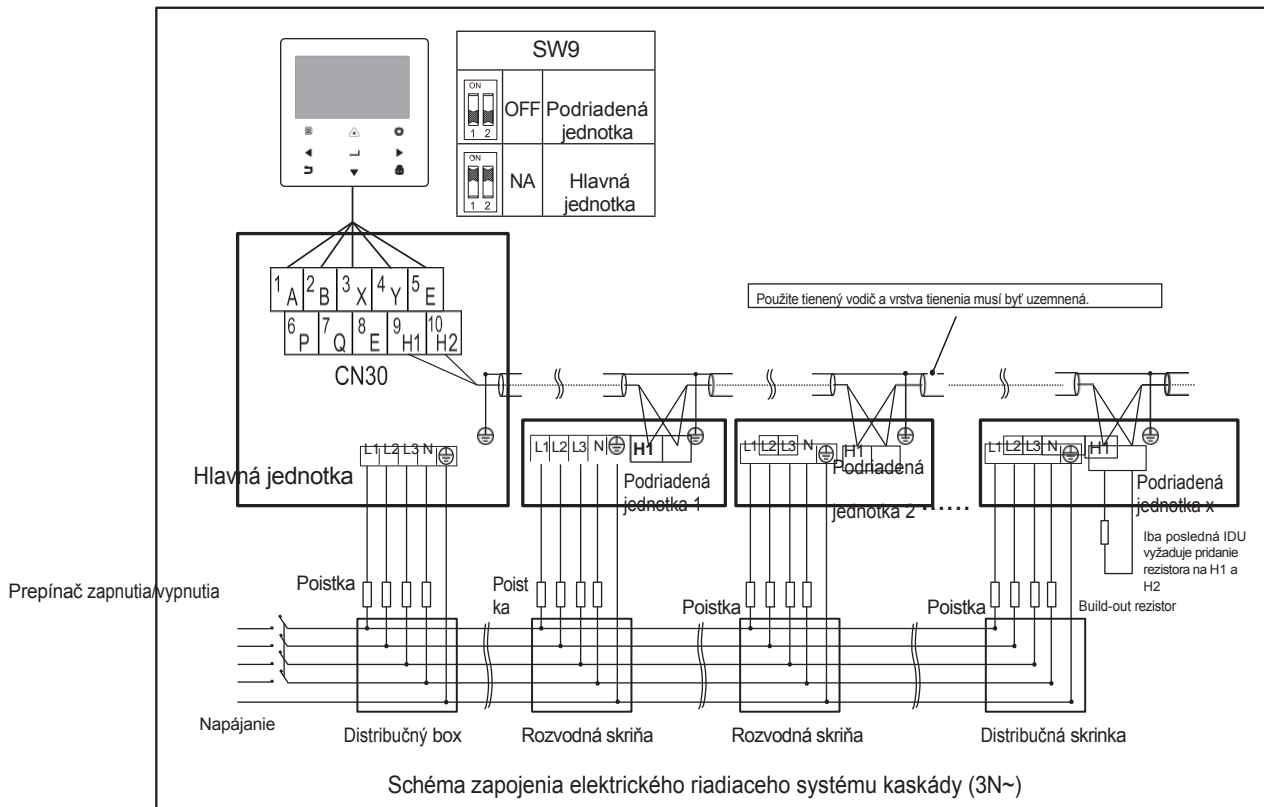 SW9
ON
1 2
OFF
Podriadená
jednotka
ON
1 2
NA
Hlavná
jednotka
1 A 2 B 3 X 4 Y 5 E
6 P 7 Q 8 E 9 H1 10 H2
CN30
Použite tienený vodič a vrstva tienenia musí byť uzemnená.
Hlavná jednotka
L1 L2 L3 N
L1 L2 L3 N H1
Podriadená
jednotka 1
L1 L2 L3 N H1
Podriadená
jednotka 2 ......
L1 L2 L3 N H1
Podriadená
jednotka x
Iba posledná IDU
vyžaduje pridanie
rezistora na H1 a
H2
Build-out rezistor
Prepínač zapnutia/vypnutia
Poistka
Poist
ka
Poistka
Poistka
Napájanie
Distribučný box
Rozvodná skriňa
Rozvodná skriňa
Distribučná skrinka
Schéma zapojenia elektrického riadiaceho systému kaskády (3N~)